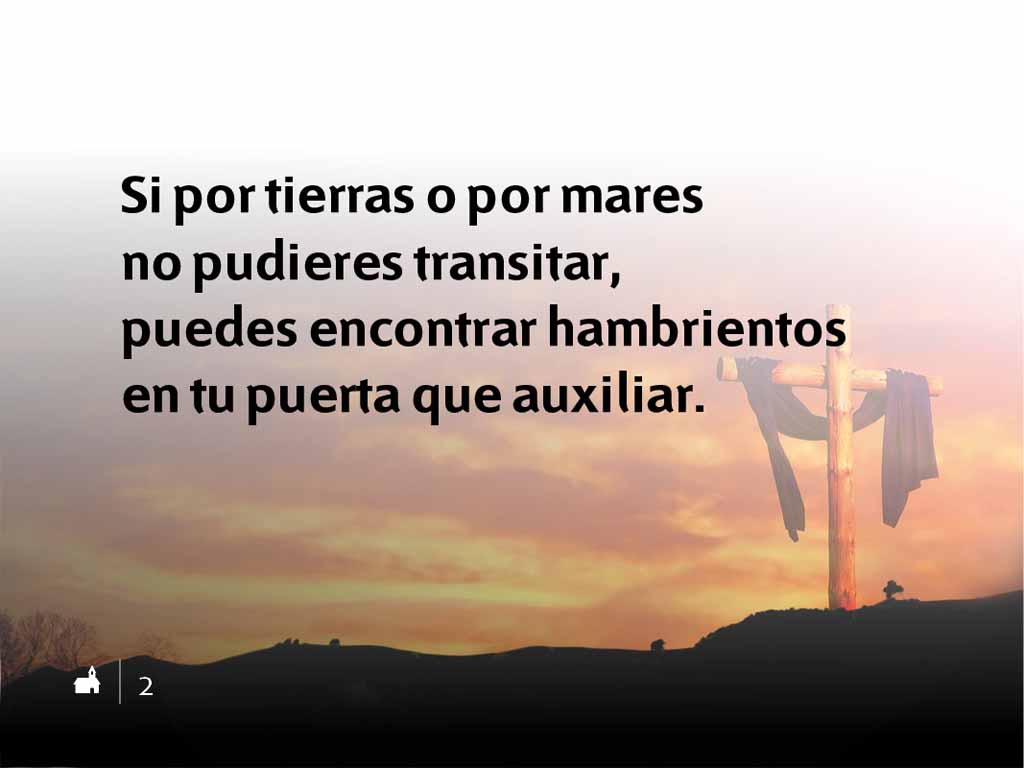 Si por tierras o por mares
no pudieres transitar,
puedes encontrar hambrientos
en tu puerta que auxiliar.
2